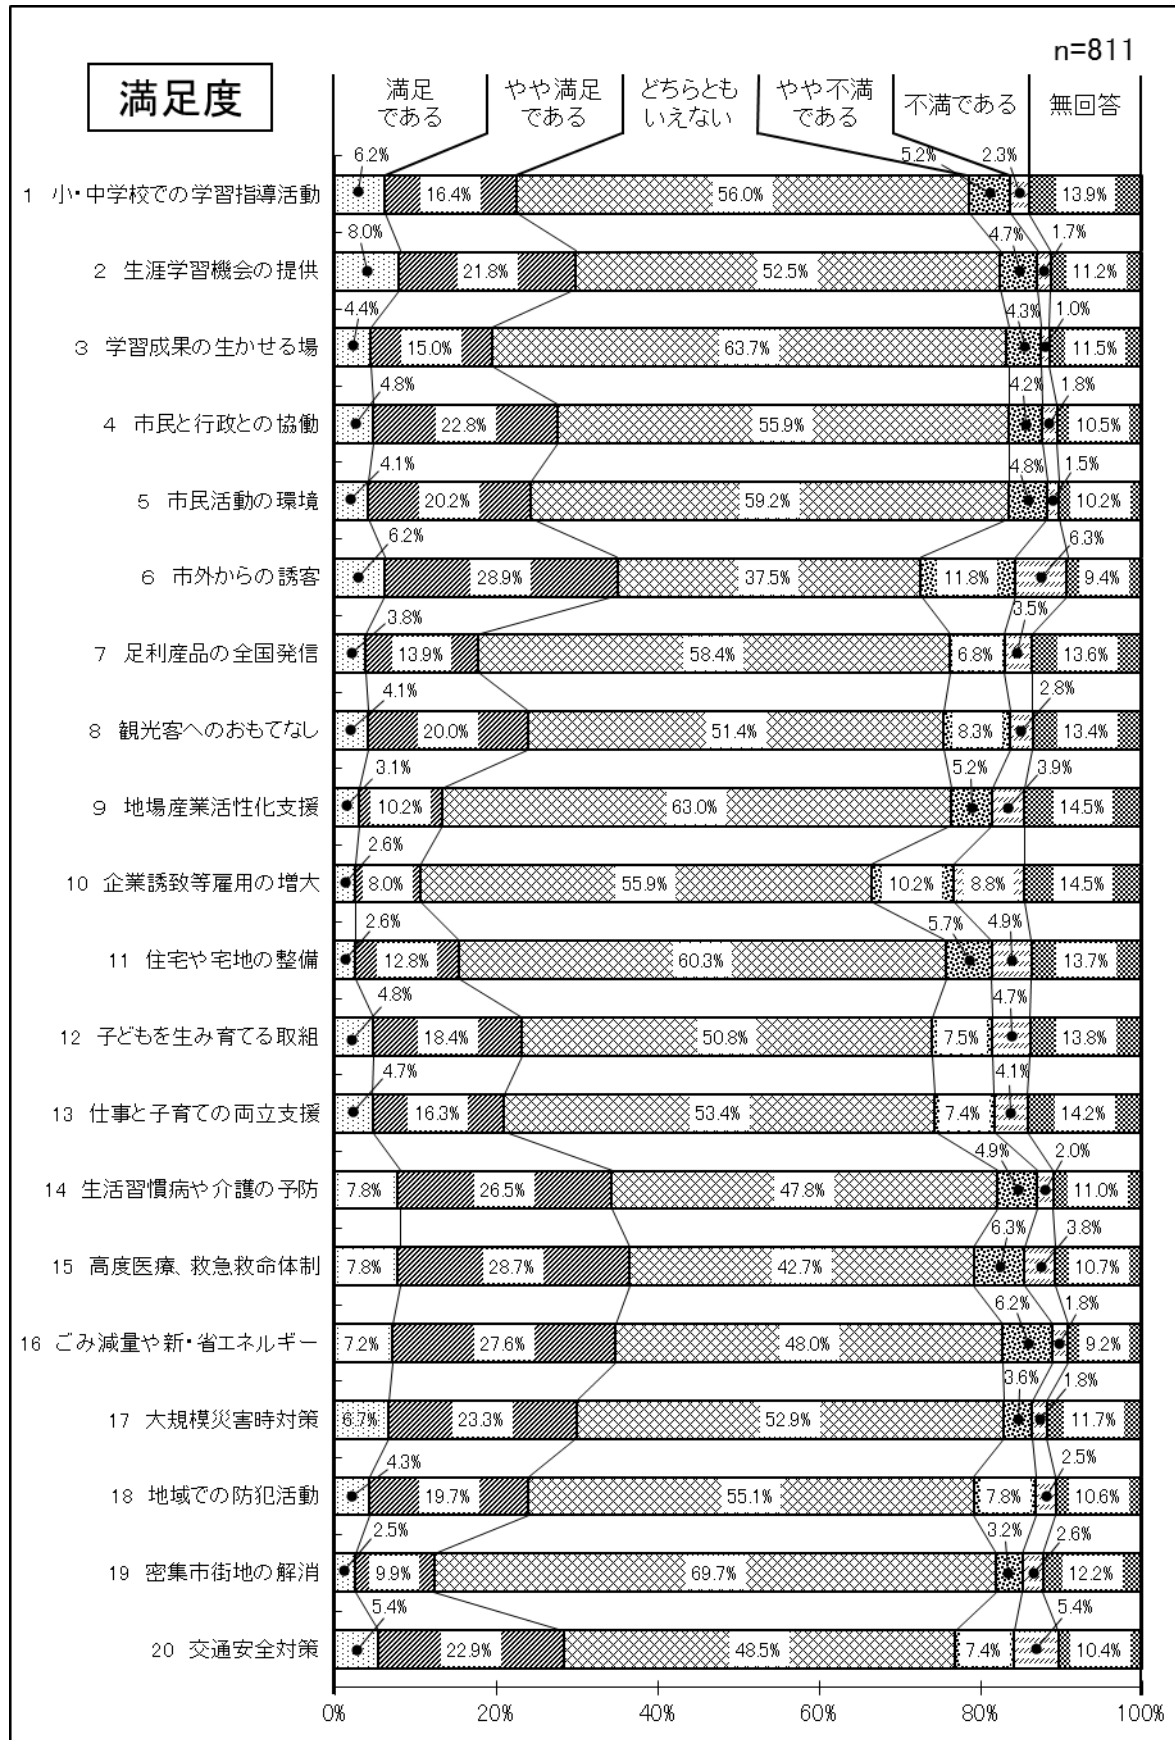 n=811
満足度
満足
である
やや満足
である
どちらとも
いえない
やや不満
である
不満である
無回答
6.2% 5.2% 2.3%
1 小・中学校での学習指導活動 16.4% 56.0% 13.9%
8.0% 4.7% 1.7%
2 生涯学習機会の提供 21.8% 52.5% 11.2%
4.4% 4.3% 1.0%
3 学習成果の生かせる場 15.0% 63.7% 11.5%
4.8% 4.2% 1.8%
4 市民と行政との協働 22.8% 55.9% 10.5%
4.1% 4.8% 1.5%
5 市民活動の環境 20.2% 59.2% 10.2%
6.2% 6.3%
6 市外からの誘客 28.9% 37.5% 11.8% 9.4%
3.8% 3.5%
7 足利産品の全国発信 13.9% 58.4% 6.8% 13.6%
4.1% 2.8%
8 観光客へのおもてなし 20.0% 51.4% 8.3% 13.4%
3.1% 5.2% 3.9%
9 地場産業活性化支援 10.2% 63.0% 14.5%
2.6%
10 企業誘致等雇用の増大 8.0% 55.9% 10.2% 8.8% 14.5%
2.6% 5.7% 4.9%
11 住宅や宅地の整備 12.8% 60.3% 13.7%
4.8% 4.7%
12 子どもを生み育てる取組 18.4% 50.8% 7.5% 13.8%
4.7% 4.1%
13 仕事と子育ての両立支援 16.3% 53.4% 7.4% 14.2%
4.9% 2.0%
14 生活習慣病や介護の予防 7.8% 26.5% 47.8% 11.0%
6.3% 3.8%
15 高度医療、救急救命体制 7.8% 28.7% 42.7% 10.7%
6.2% 1.8%
16 ごみ減量や新・省エネルギー 7.2% 27.6% 48.0% 9.2%
3.6% 1.8%
17 大規模災害時対策 6.7% 23.3% 52.9% 11.7%
4.3% 2.5%
18 地域での防犯活動 19.7% 55.1% 7.8% 10.6%
2.5% 3.2% 2.6%
19 密集市街地の解消 9.9% 69.7% 12.2%
5.4% 5.4%
20 交通安全対策 22.9% 48.5% 7.4% 10.4%
0% 20% 40% 60% 80% 100%